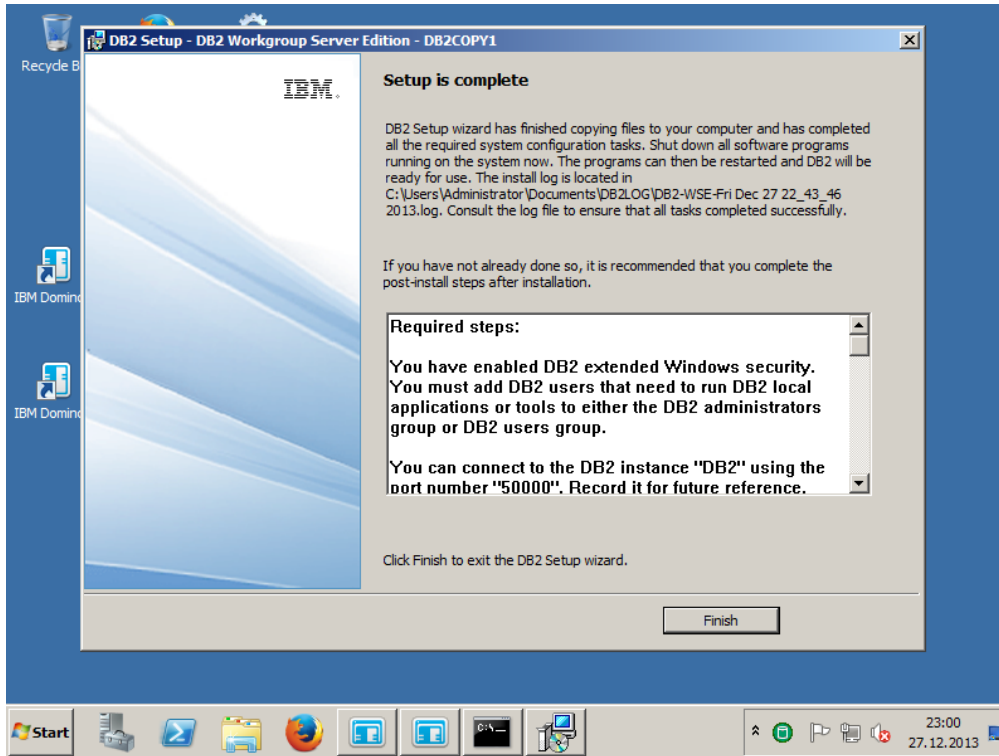 DB2 Setup - DB2 Workgroup Server Edition - DB2COPY1
Recycle B
IBM.
Setup is complete
DB2 Setup wizard has finished copying files to your computer and has completed
all the required system configuration tasks. Shut down all software programs
running on the system now. The programs can then be restarted and DB2 will be
ready for use. The install log is located in
C:\Users\Administrator\Documents\DB2LOG\DB2-WSE-Fri Dec 27 22_43_46
2013.log. Consult the log file to ensure that all tasks completed successfully.
If you have not already done so, it is recommended that you complete the
post-install steps after installation.
IBM Domino
IBM Domino
Required steps:
You have enabled DB2 extended Windows security.
You must add DB2 users that need to run DB2 local
applications or tools to either the DB2 administrators
group or DB2 users group.
You can connect to the DB2 instance "DB2" using the
port number "50000". Record it for future reference.
Click Finish to exit the DB2 Setup wizard.
Finish
Start
C:\_
23:00
27.12.2013